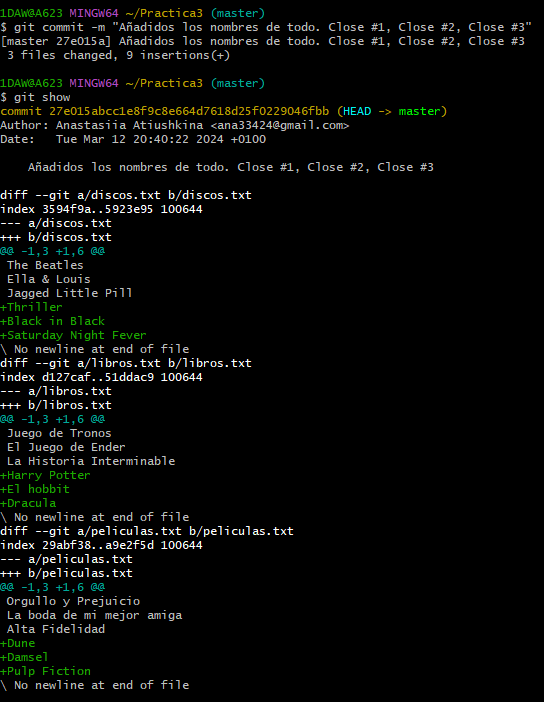 1DAW@A623 MINGW64 ~/Practica3 (master)
$ git commit -m "Añadidos los nombres de todo. Close #1, Close #2, Close #3"
[master 27e015a] Añadidos los nombres de todo. Close #1, Close #2, Close #3
 3 files changed, 9 insertions(+)

1DAW@A623 MINGW64 ~/Practica3 (master)
$ git show
commit 27e015abcc1e8f9c8e664d7618d25f0229046fbb (HEAD -> master)
Author: Anastasiia Atiushkina <ana33424@gmail.com>
Date:   Tue Mar 12 20:40:22 2024 +0100

    Añadidos los nombres de todo. Close #1, Close #2, Close #3

diff --git a/discos.txt b/discos.txt
index 3594f9a..5923e95 100644
--- a/discos.txt
+++ b/discos.txt
@@ -1,3 +1,6 @@
 The Beatles
 Ella & Louis
 Jagged Little Pill
+Thriller
+Black in Black
+Saturday Night Fever
\ No newline at end of file
diff --git a/libros.txt b/libros.txt
index d127caf..51ddac9 100644
--- a/libros.txt
+++ b/libros.txt
@@ -1,3 +1,6 @@
 Juego de Tronos
 El Juego de Ender
 La Historia Interminable
+Harry Potter
+El hobbit
+Dracula
\ No newline at end of file
diff --git a/peliculas.txt b/peliculas.txt
index 29abf38..a9e2f5d 100644
--- a/peliculas.txt
+++ b/peliculas.txt
@@ -1,3 +1,6 @@
 Orgullo y Prejuicio
 La boda de mi mejor amiga
 Alta Fidelidad
+Dune
+Damsel
+Pulp Fiction
\ No newline at end of file